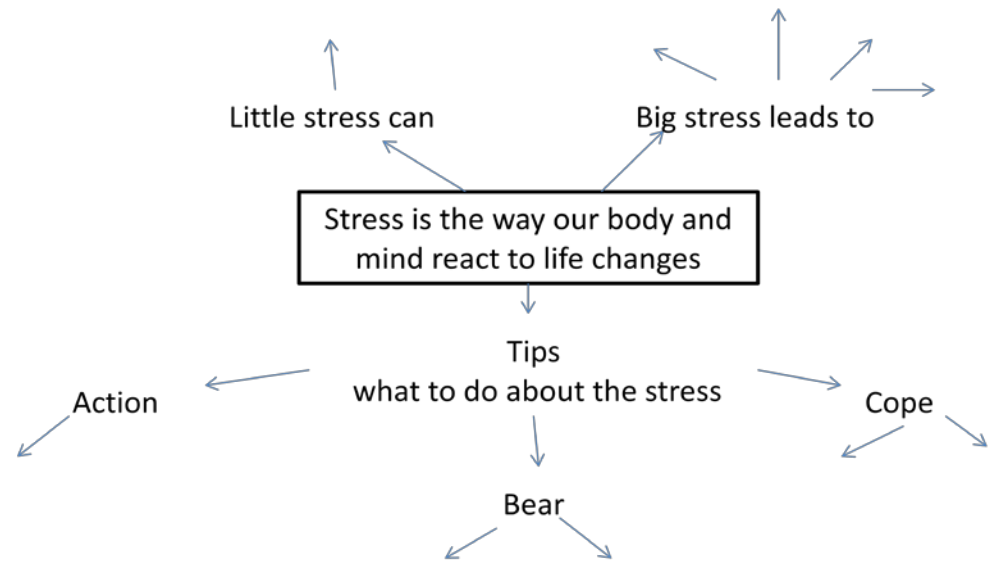 Little stress can
Big stress leads to
Stress is the way our body and
mind react to life changes
Tips
what to do about the stress
Action
Cope
Bear